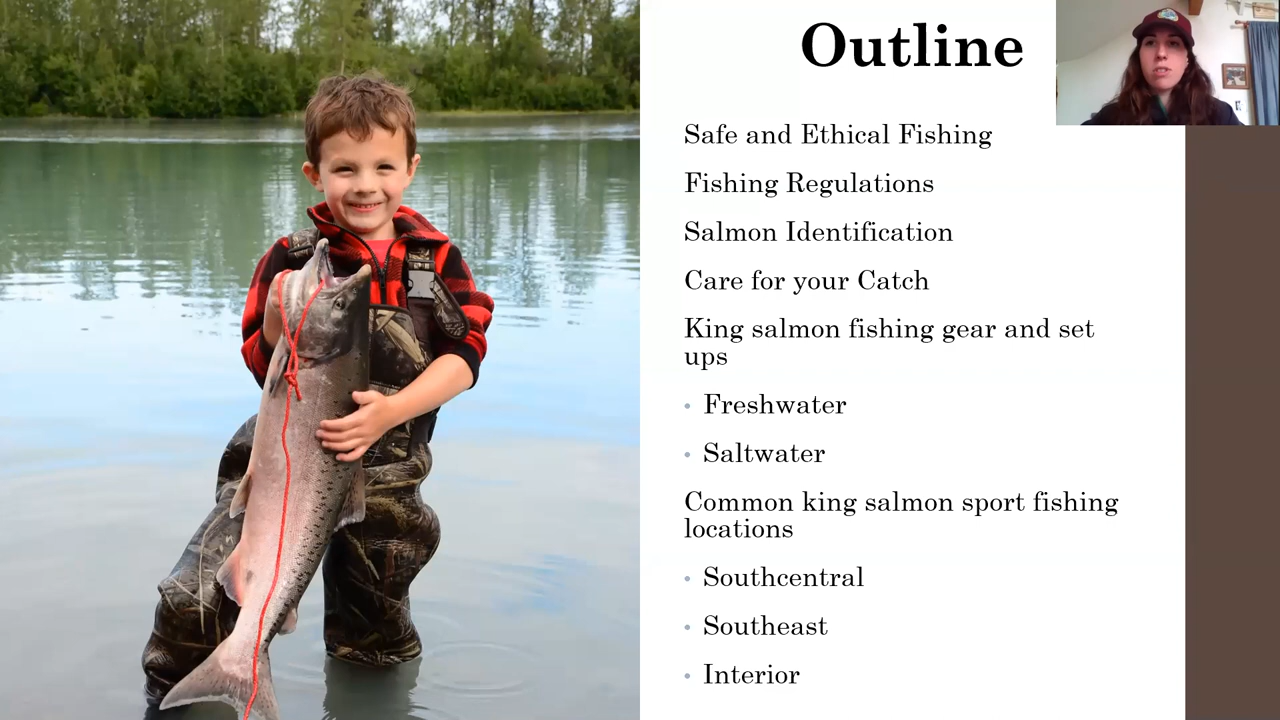 Outline
Safe and Ethical Fishing
Fishing Regulations
Salmon Identification
Care for your Catch
King salmon fishing gear and set
ups
• Freshwater
• Saltwater
Common king salmon sport fishing
locations
• Southcentral
• Southeast
• Interior